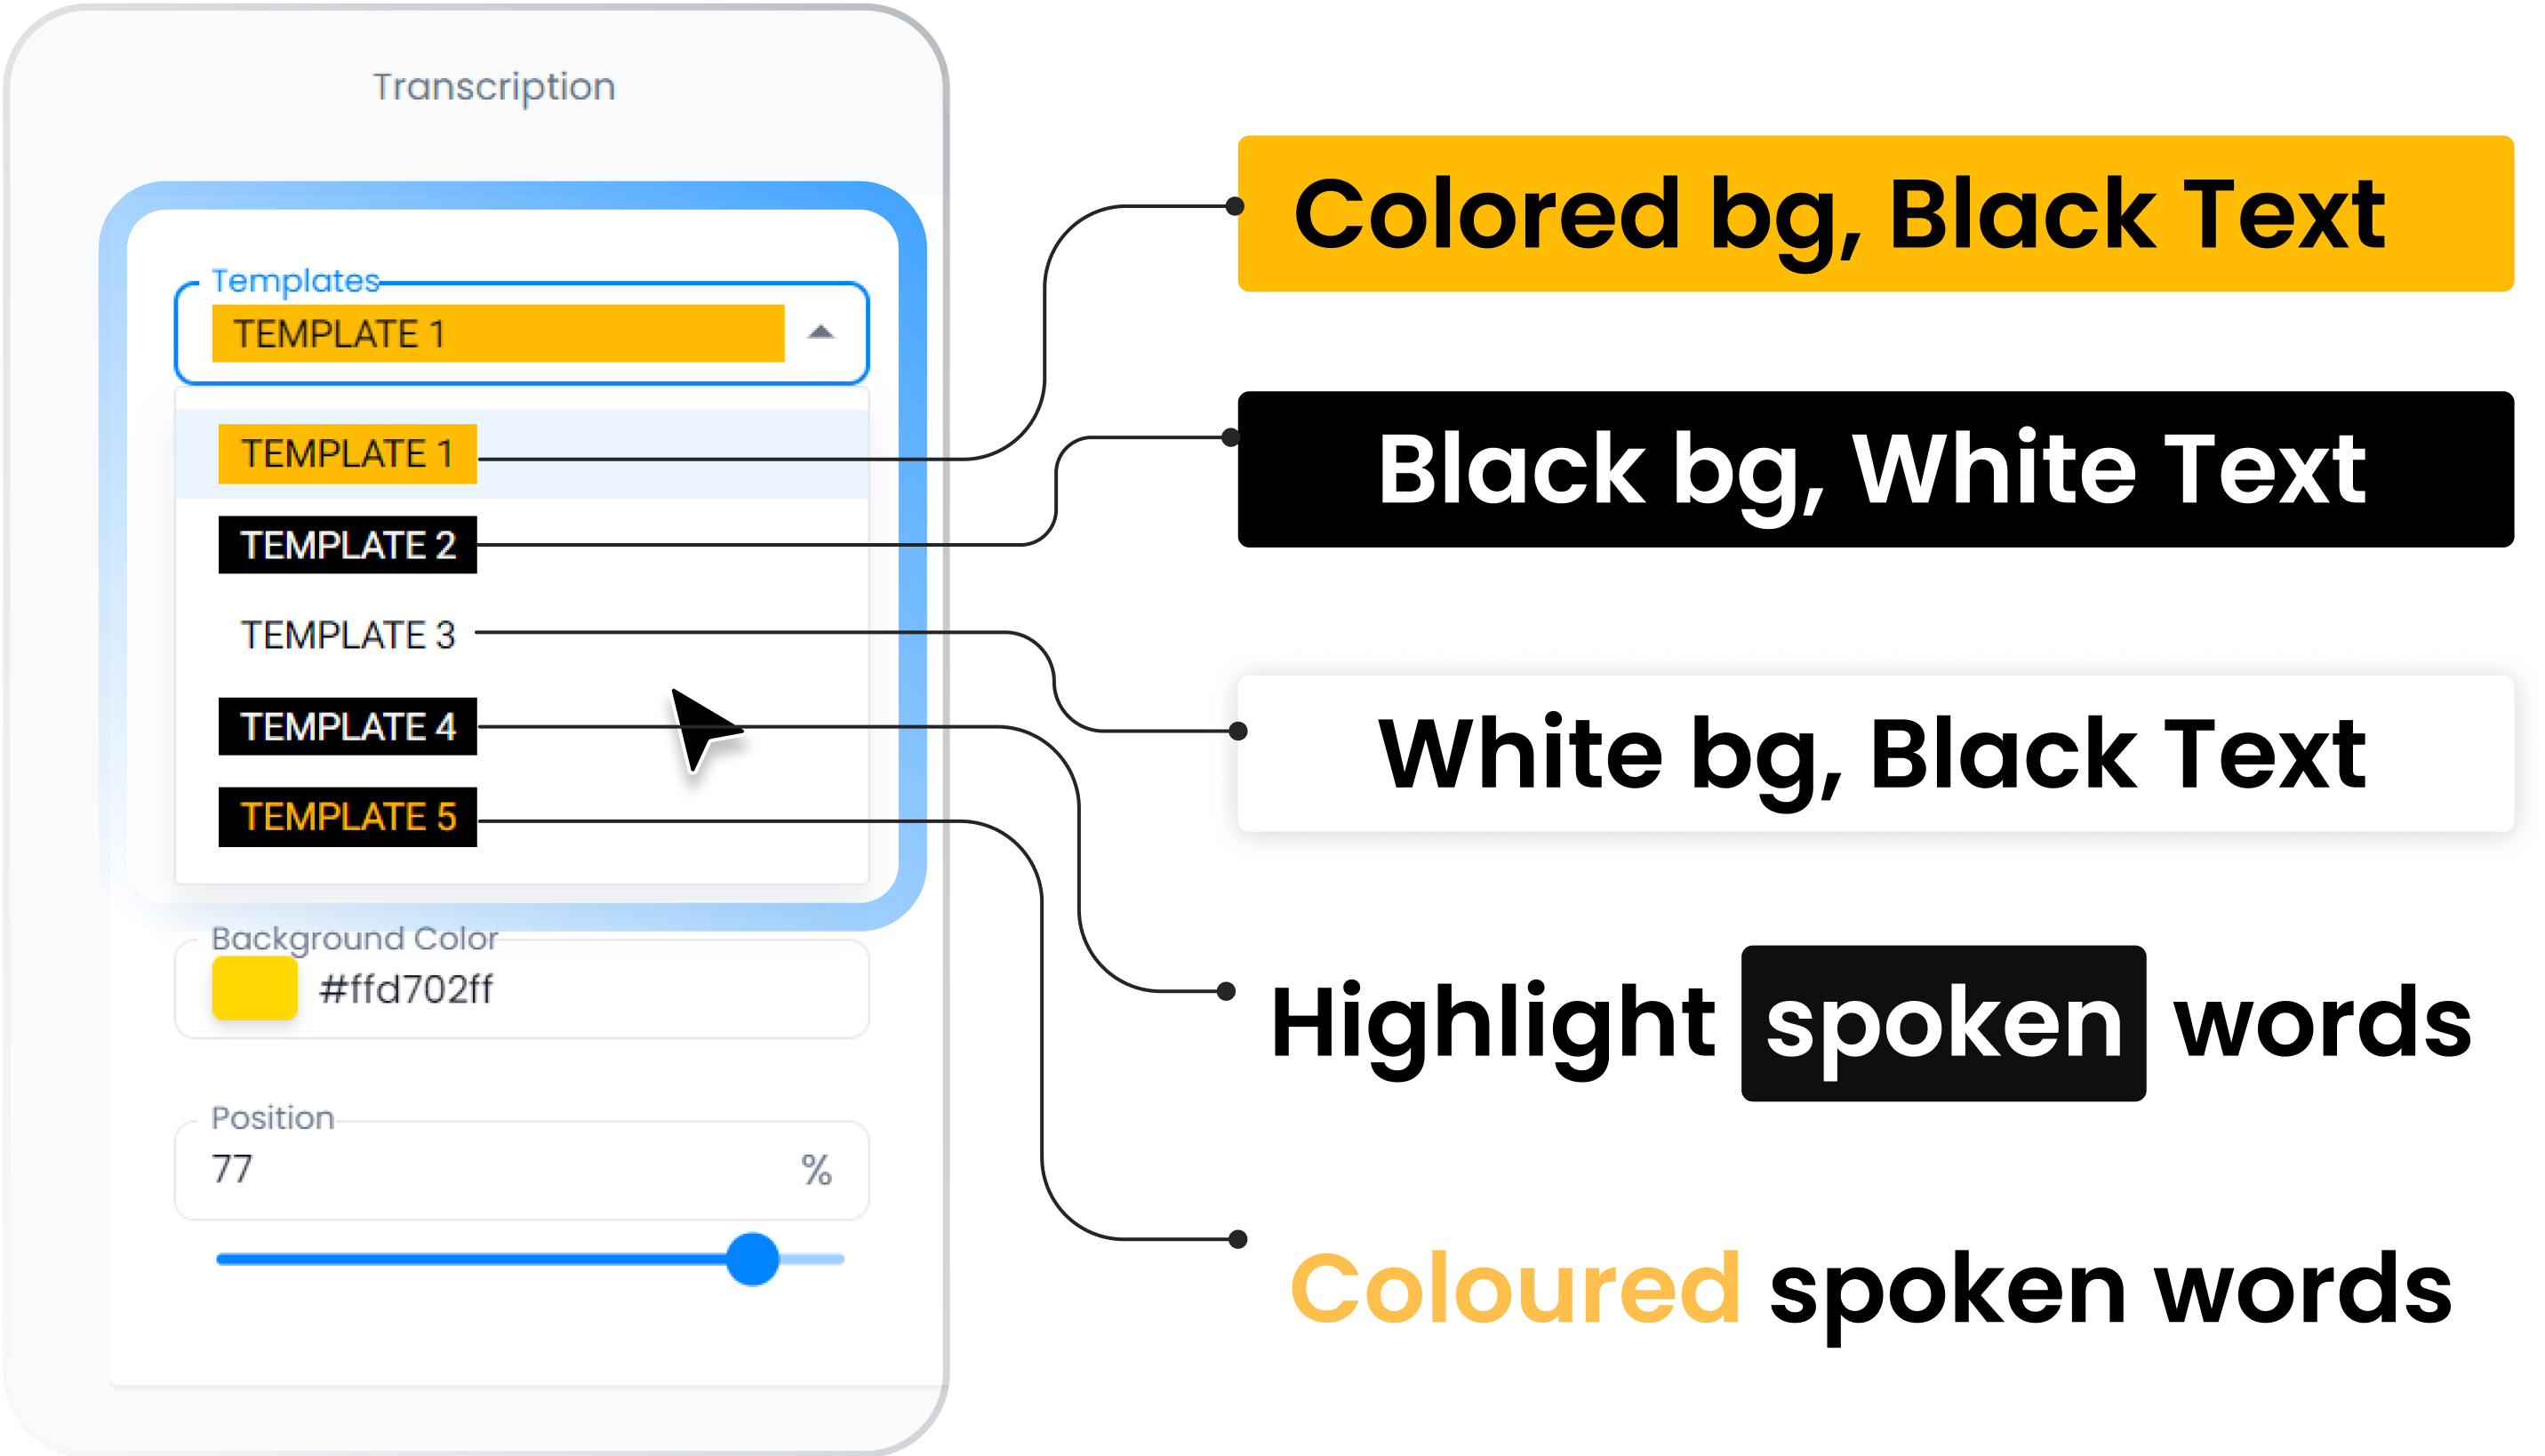 Transcription
Templates
TEMPLATE 1
TEMPLATE 1
TEMPLATE 2
TEMPLATE 3
TEMPLATE 4
TEMPLATE 5
Background Color
#ffd702ff
Position
77 %
Colored bg, Black Text
Black bg, White Text
White bg, Black Text
Highlight spoken words
Coloured spoken words